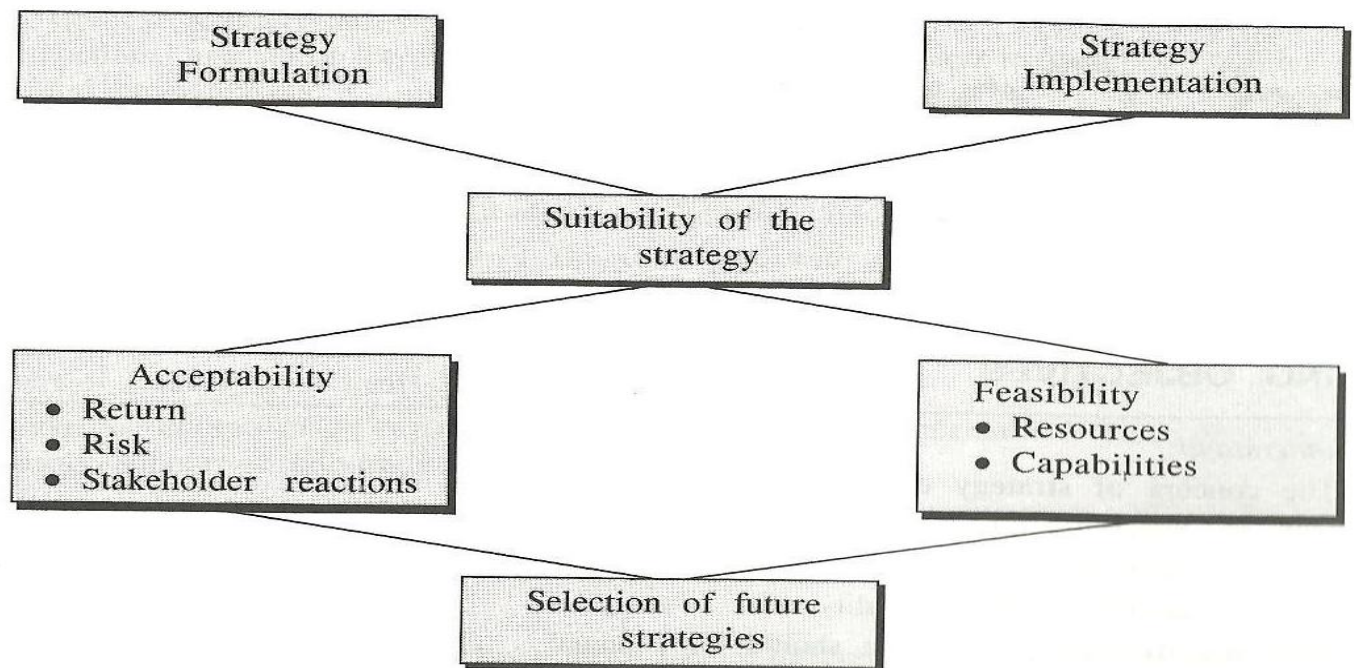 Strategy
Formulation
Strategy
Implementation
Suitability of the
strategy
Acceptability
• Return
• Risk
• Stakeholder reactions
Feasibility
• Resources
• Capabilities
Selection of future
strategies